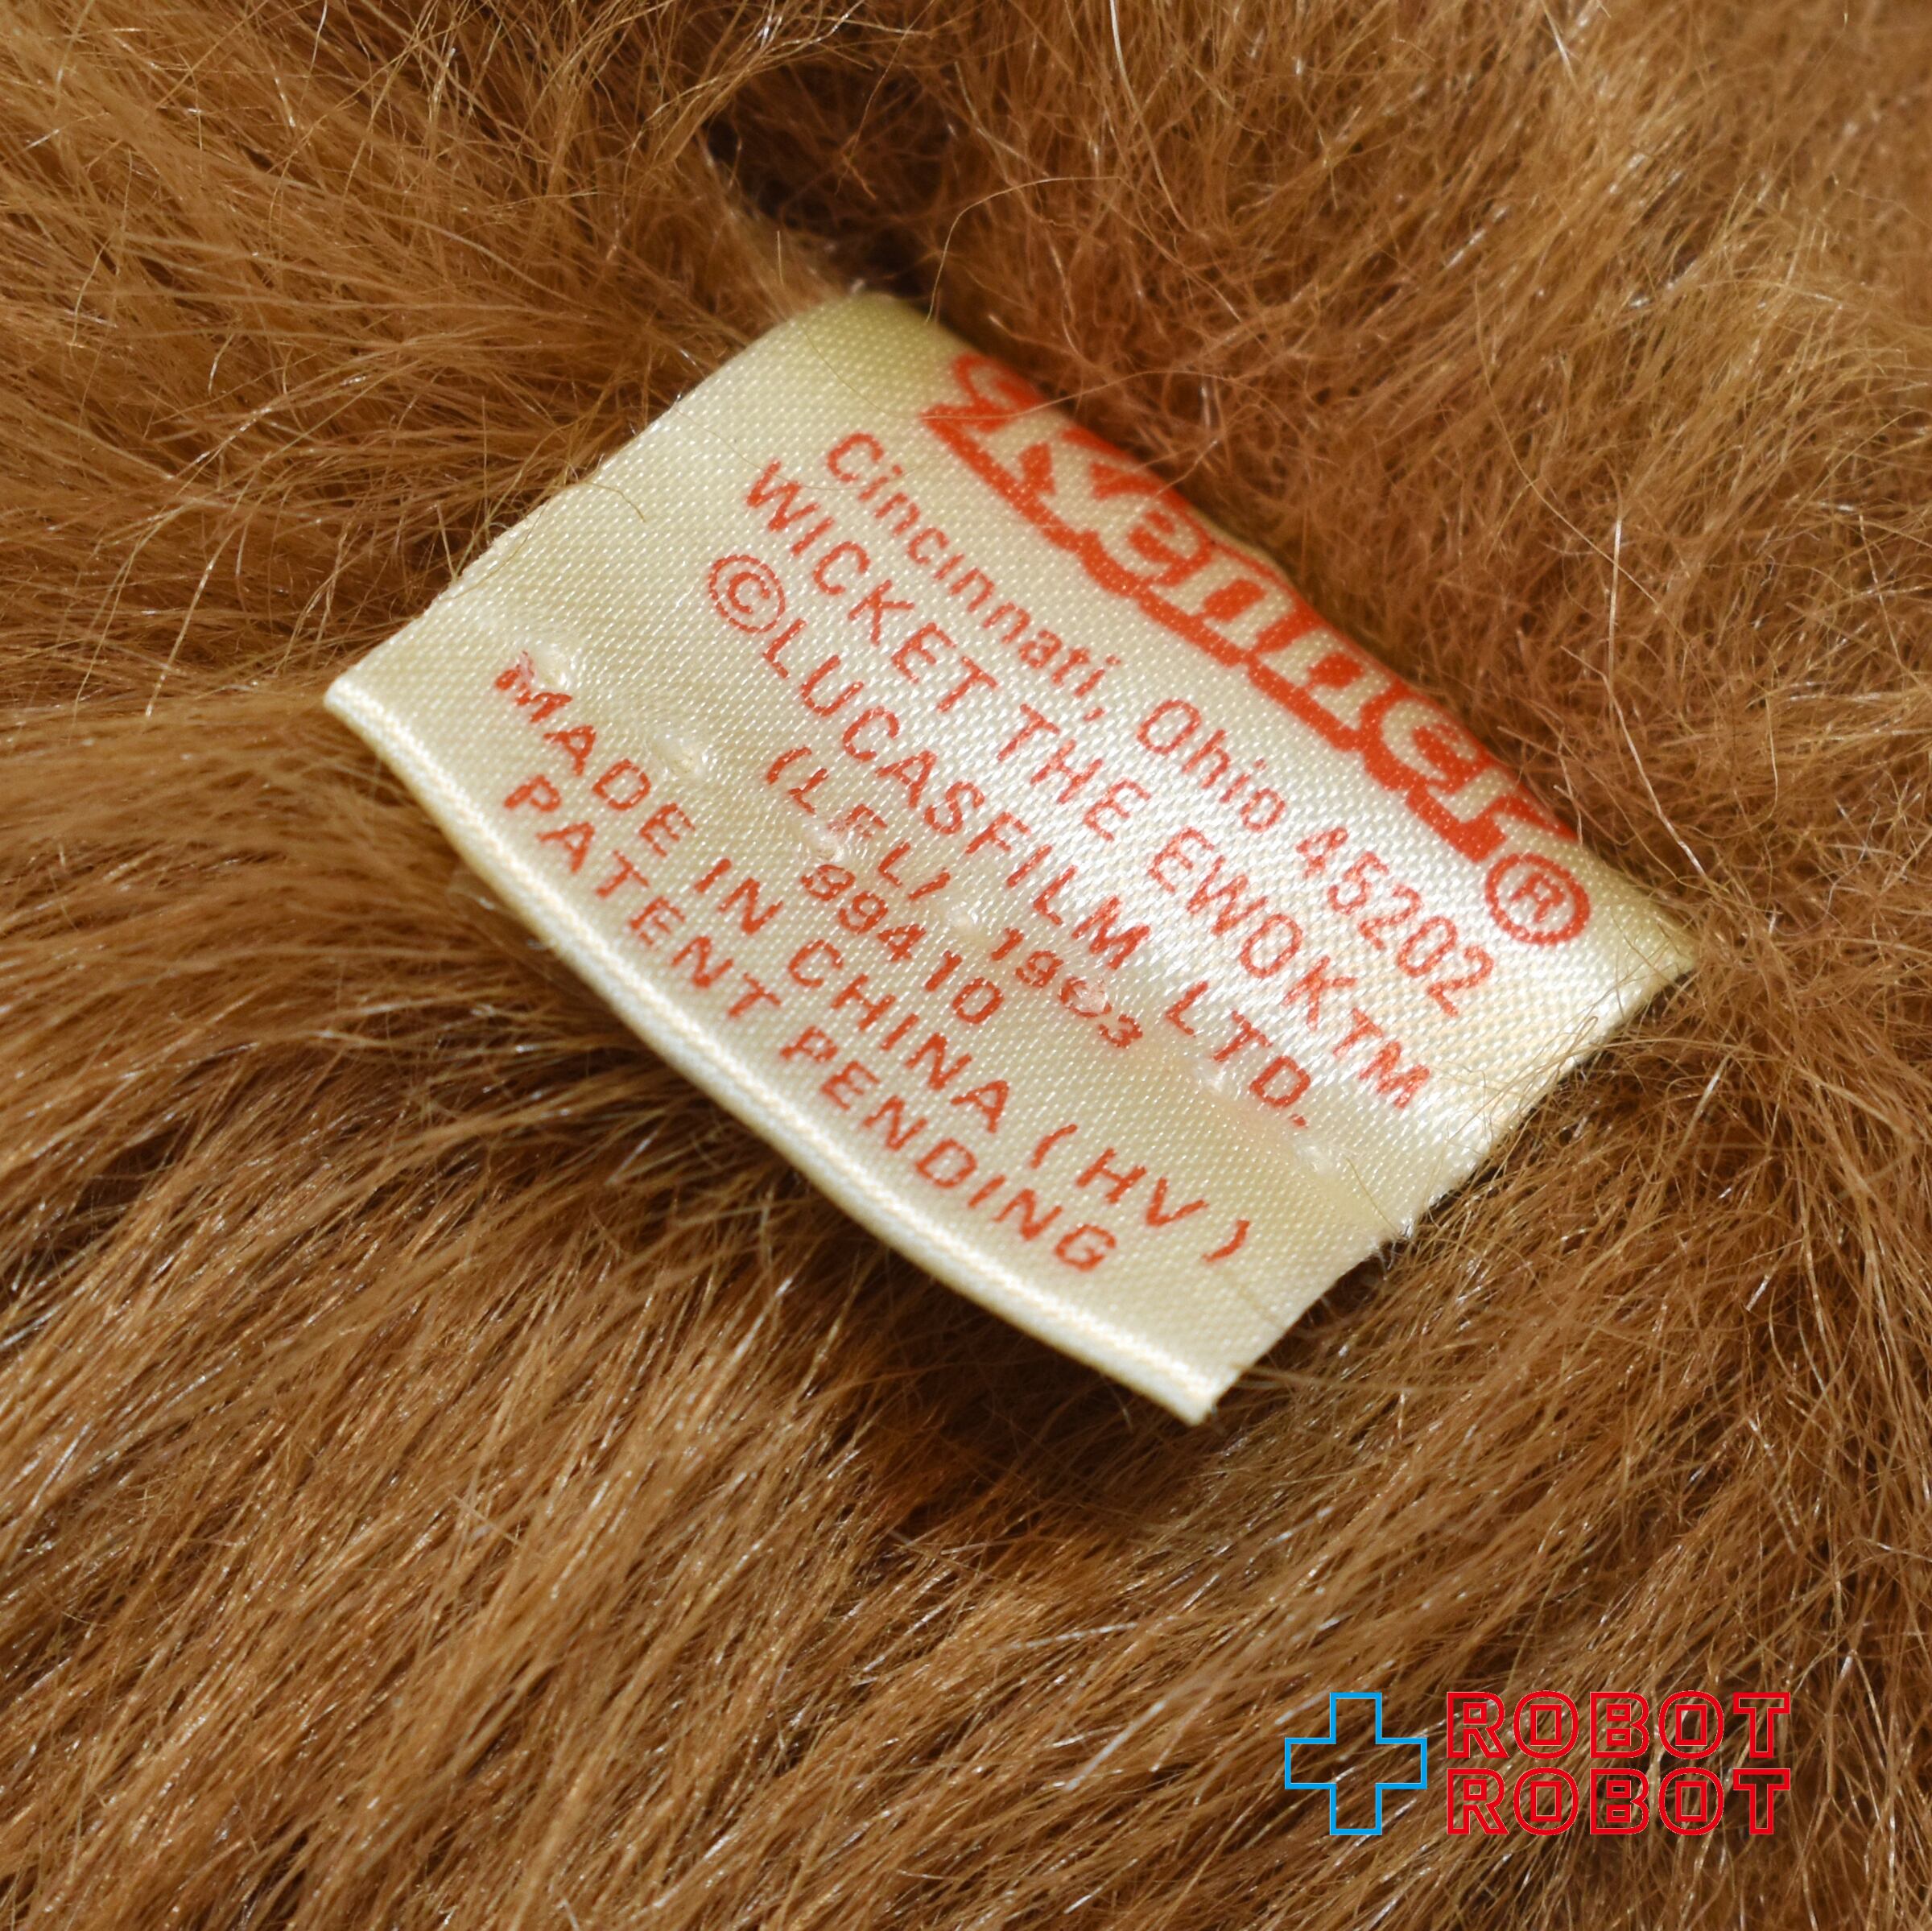 Kenner®
Cincinnati, Ohio 45202
WICKET THE EWOK™
©LUCASFILM LTD.
(LFL) 1983
99410
MADE IN CHINA (HV)
PATENT PENDING
ROBOT
ROBOT